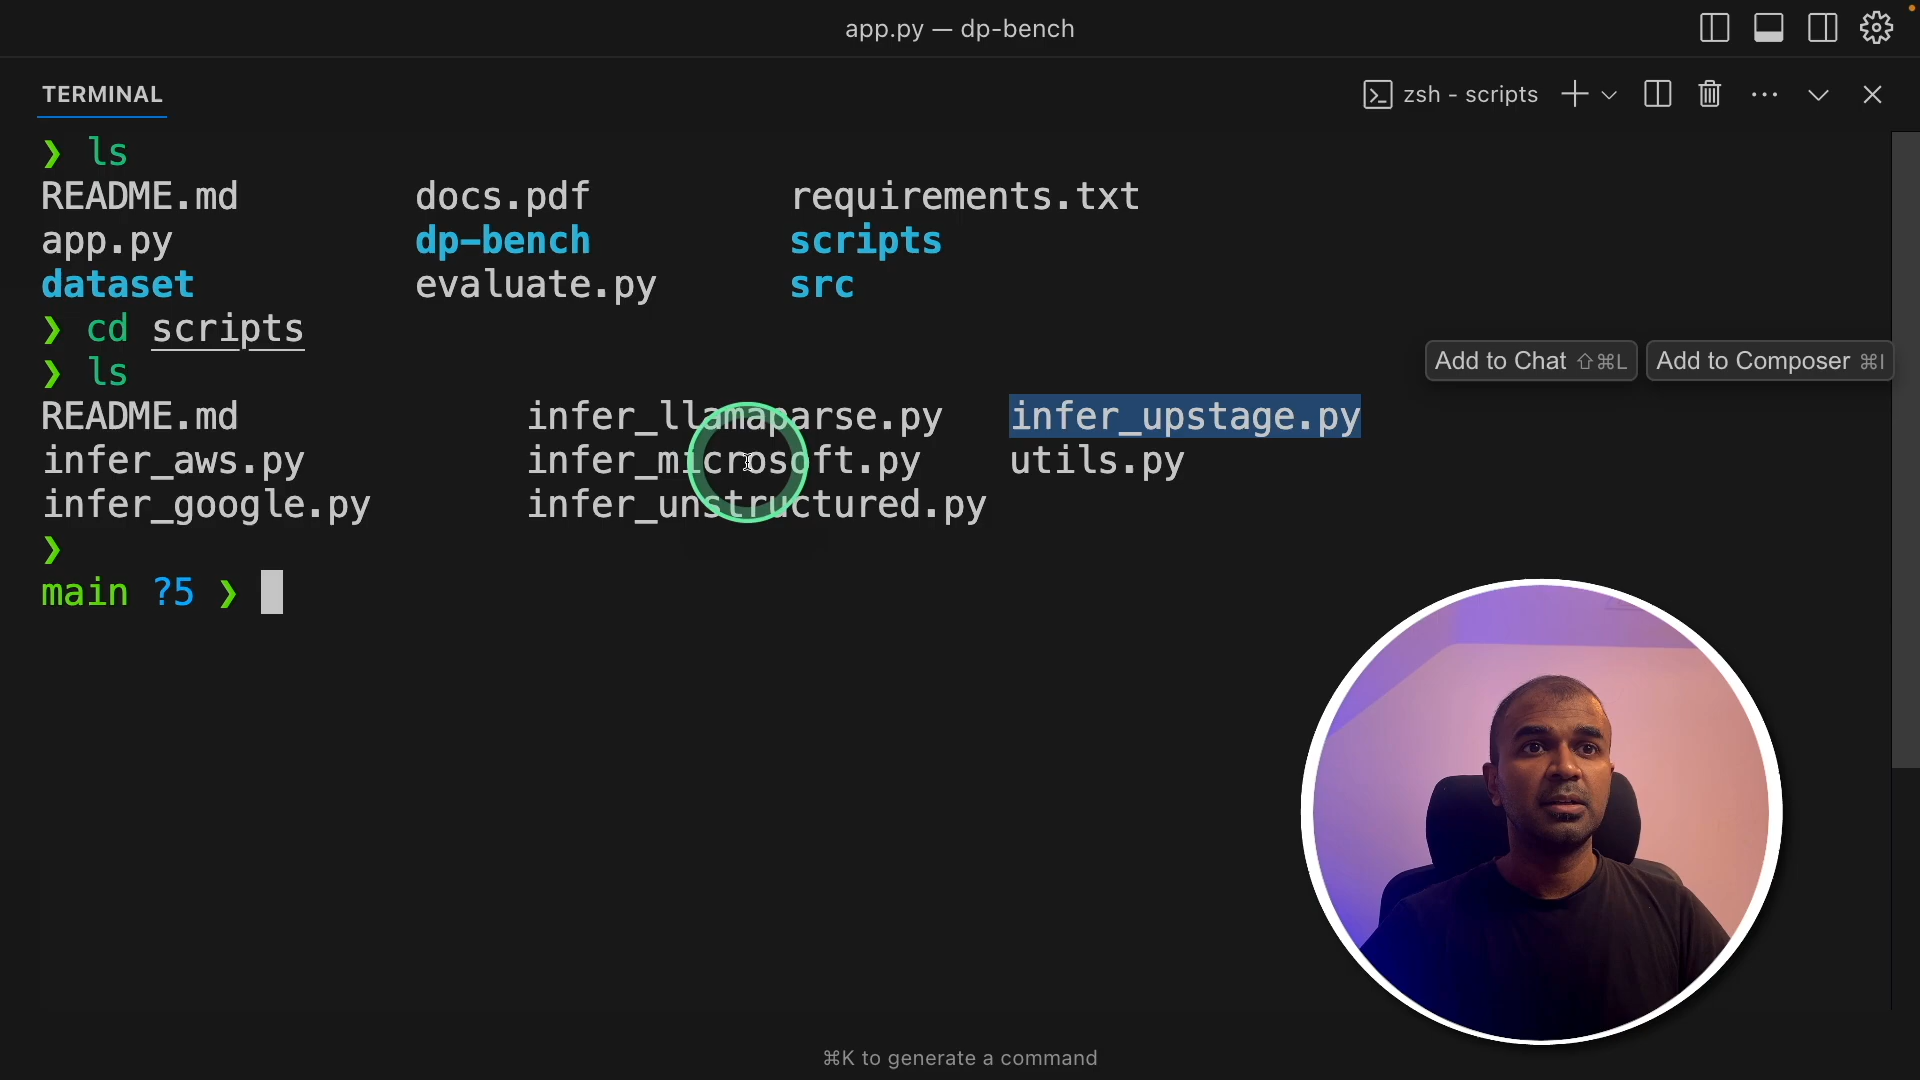 app.py — dp-bench
TERMINAL
zsh - scripts
❯ ls
README.md docs.pdf requirements.txt
app.py dp-bench scripts
dataset evaluate.py src
❯ cd scripts
❯ ls
Add to Chat ⇧⌘L Add to Composer ⌘I
README.md infer_llamaparse.py infer_upstage.py
infer_aws.py infer_microsoft.py utils.py
infer_google.py infer_unstructured.py
❯
main ?5 ❯
⌘K to generate a command